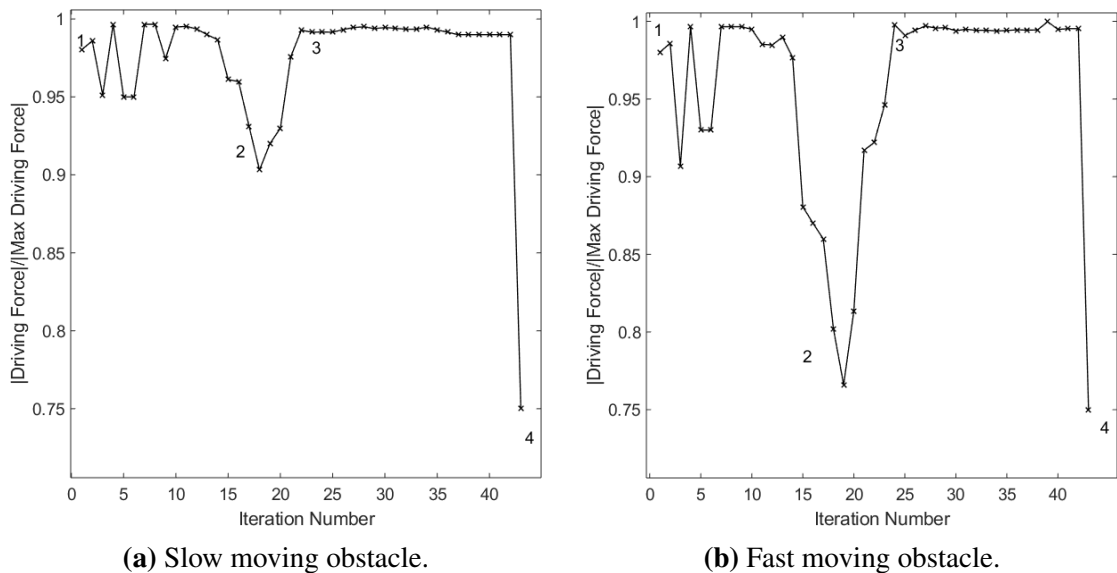 1
0.95
0.9
0.85
0.8
0.75
0 5 10 15 20 25 30 35 40
|Driving Force|/|Max Driving Force|
Iteration Number
1
2
3
4
(a) Slow moving obstacle.
1
0.95
0.9
0.85
0.8
0.75
0 5 10 15 20 25 30 35 40
|Driving Force|/|Max Driving Force|
Iteration Number
1
2
3
4
(b) Fast moving obstacle.